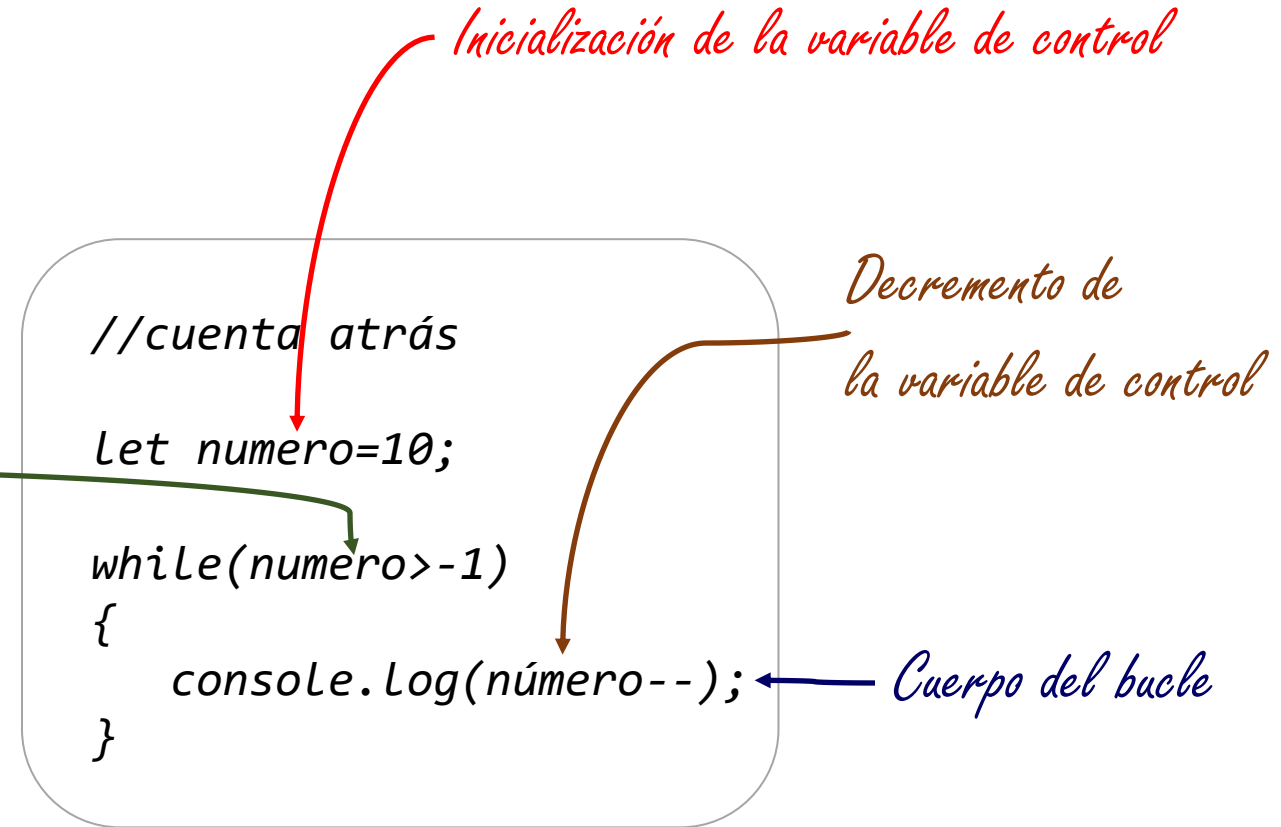 Inicialización de la variable de control
Decremento de
la variable de control
//cuenta atrás
let numero=10;
while(numero>-1)
{
console.log(número--);
}
Cuerpo del bucle